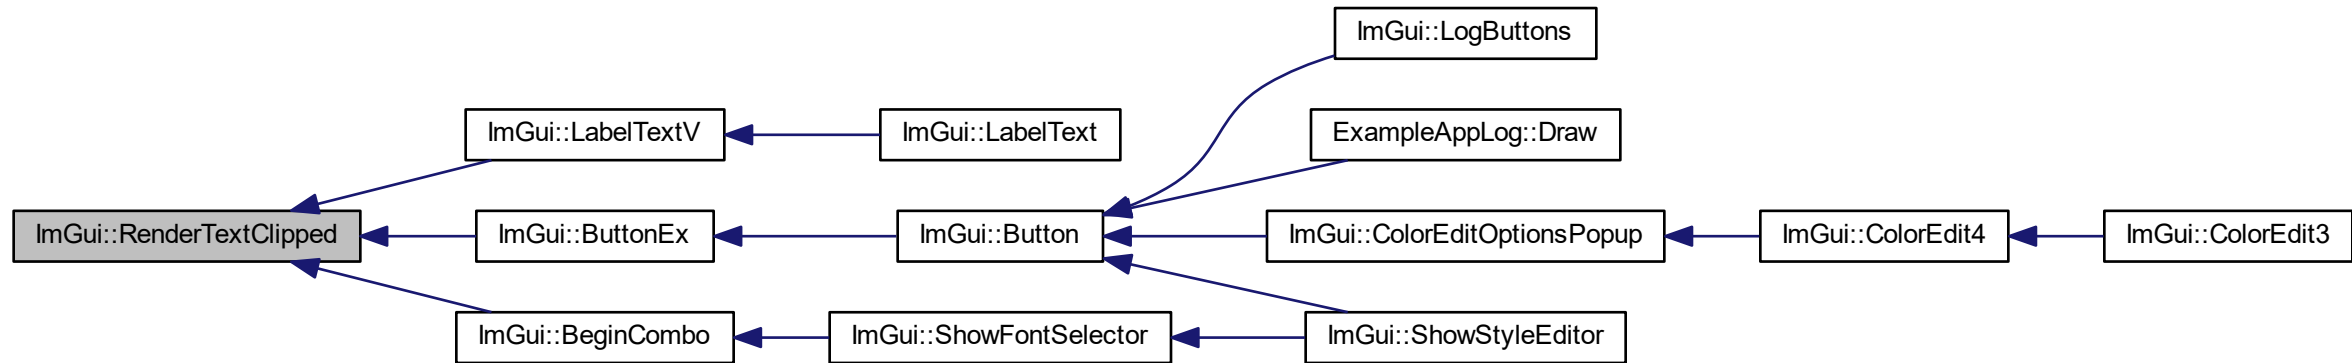 ImGui::LogButtons
ImGui::LabelTextV
ImGui::LabelText
ExampleAppLog::Draw
ImGui::RenderTextClipped
ImGui::ButtonEx
ImGui::Button
ImGui::ColorEditOptionsPopup
ImGui::ColorEdit4
ImGui::ColorEdit3
ImGui::BeginCombo
ImGui::ShowFontSelector
ImGui::ShowStyleEditor